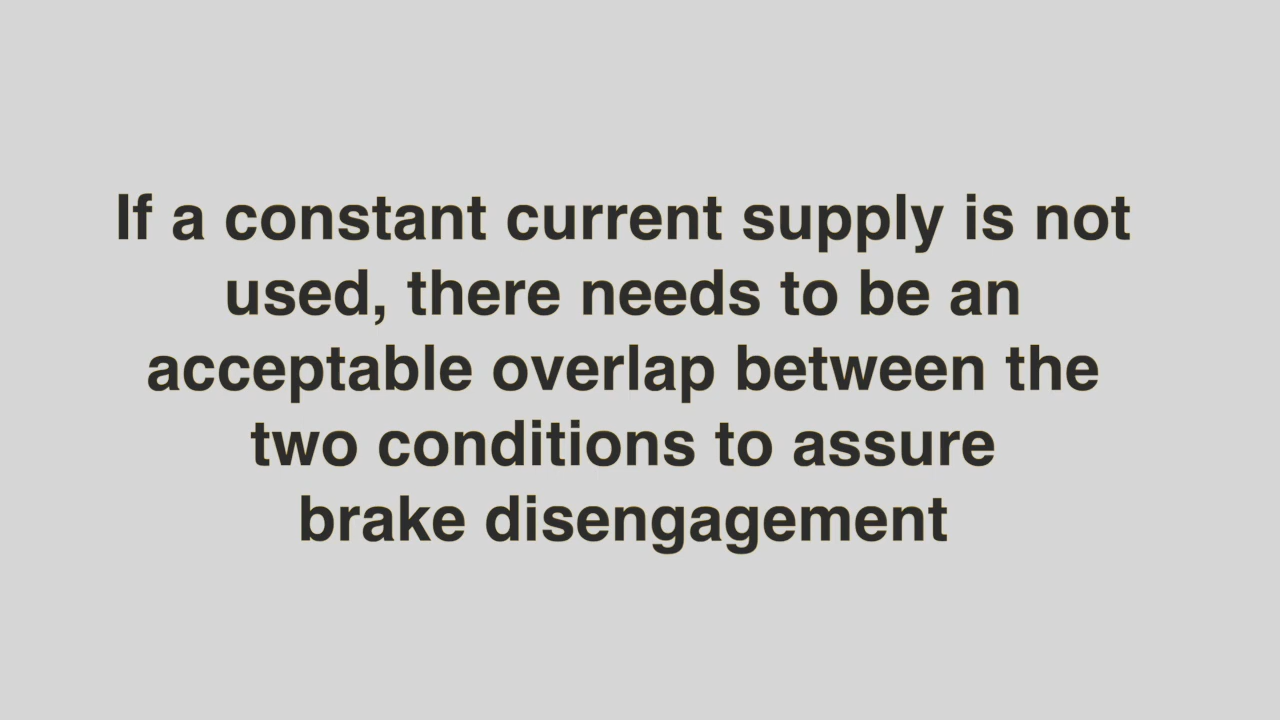 If a constant current supply is not
used, there needs to be an
acceptable overlap between the
two conditions to assure
brake disengagement